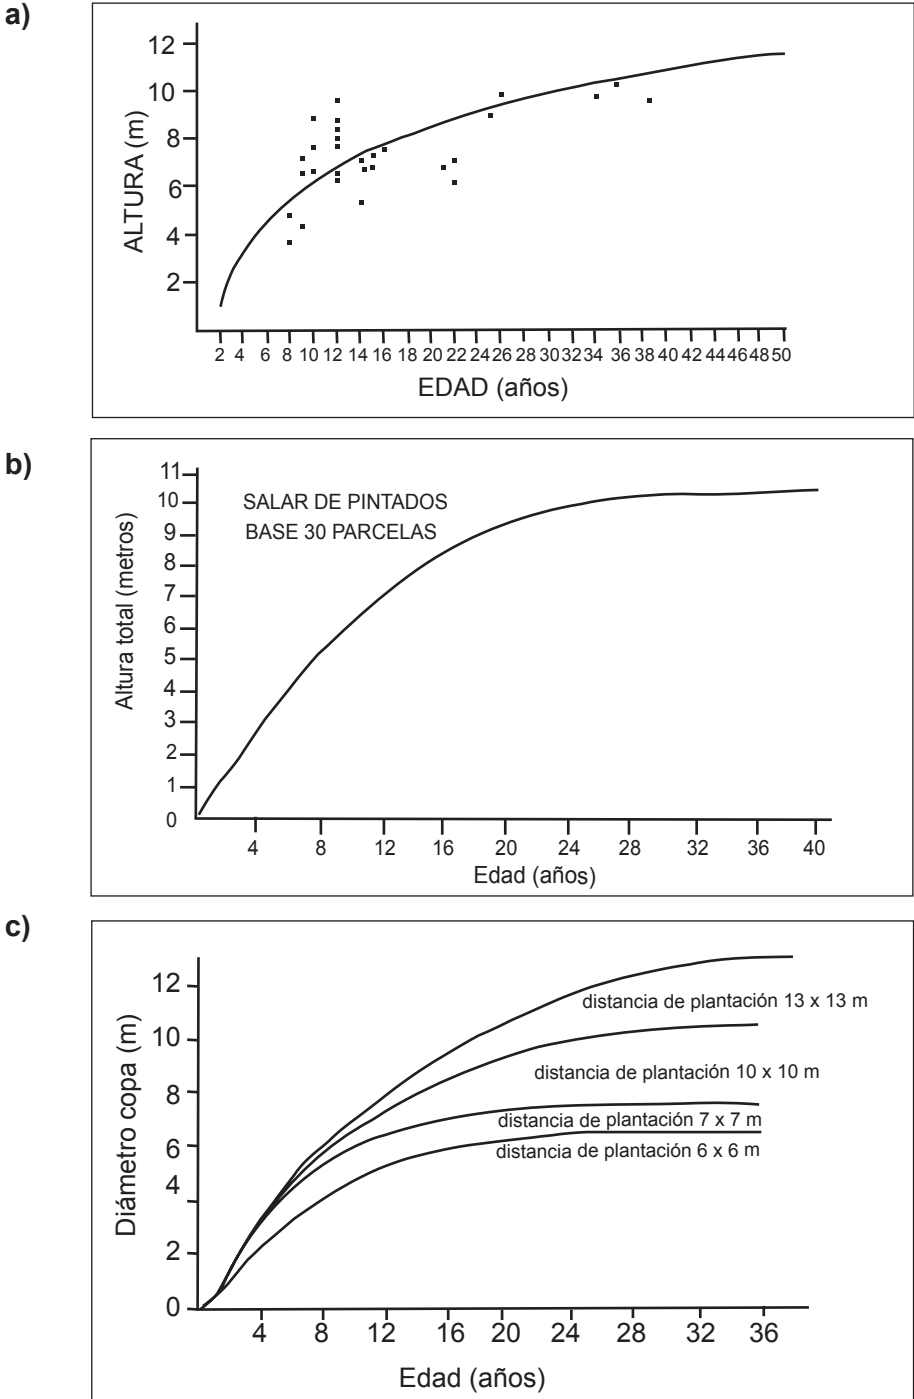 a)
12
10
8
6
4
2
ALTURA (m)
2 4 6 8 10 12 14 16 18 20 22 24 26 28 30 32 34 36 38 40 42 44 46 48 50
EDAD (años)
b)
11
10
9
8
7
6
5
4
3
2
1
0
Altura total (metros)
SALAR DE PINTADOS
BASE 30 PARCELAS
4 8 12 16 20 24 28 32 36 40
Edad (años)
c)
12
10
8
6
4
2
0
Diámetro copa (m)
distancia de plantación 13 x 13 m
distancia de plantación 10 x 10 m
distancia de plantación 7 x 7 m
distancia de plantación 6 x 6 m
4 8 12 16 20 24 28 32 36
Edad (años)